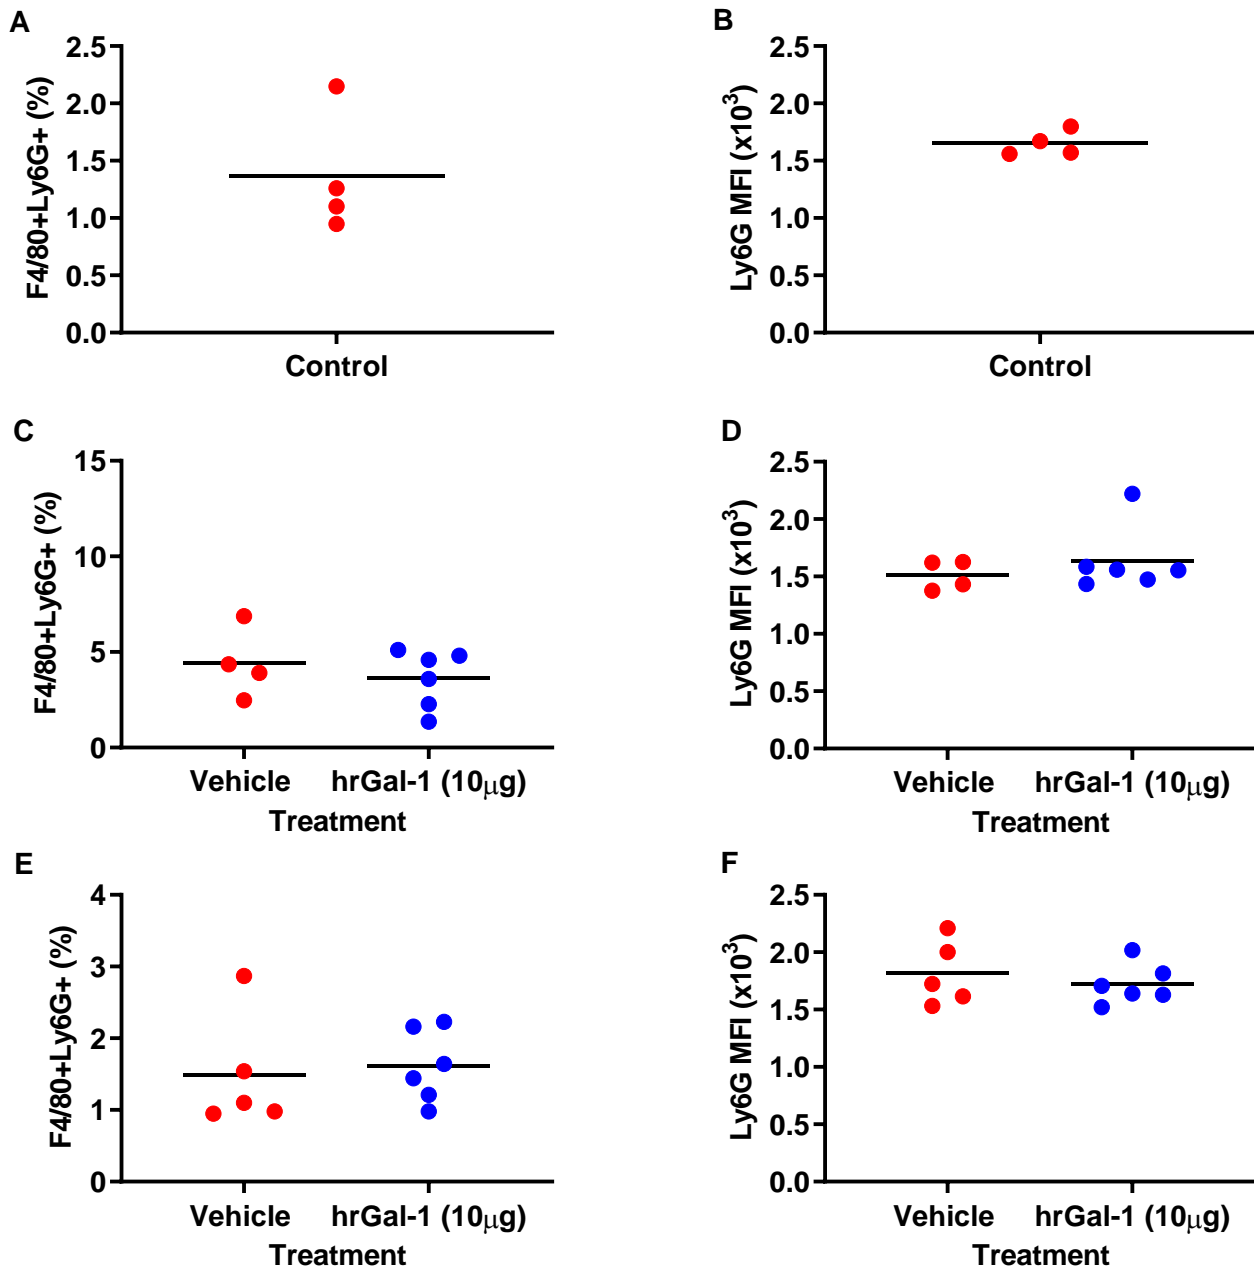 A
F4/80+Ly6G+ (%)
2.5
2.0
1.5
1.0
0.5
0.0
Control
B
Ly6G MFI (x10³)
2.5
2.0
1.5
1.0
0.5
0.0
Control
C
F4/80+Ly6G+ (%)
15
10
5
0
Vehicle hrGal-1 (10μg)
Treatment
D
Ly6G MFI (x10³)
2.5
2.0
1.5
1.0
0.5
0.0
Vehicle hrGal-1 (10μg)
Treatment
E
F4/80+Ly6G+ (%)
4
3
2
1
0
Vehicle hrGal-1 (10μg)
Treatment
F
Ly6G MFI (x10³)
2.5
2.0
1.5
1.0
0.5
0.0
Vehicle hrGal-1 (10μg)
Treatment